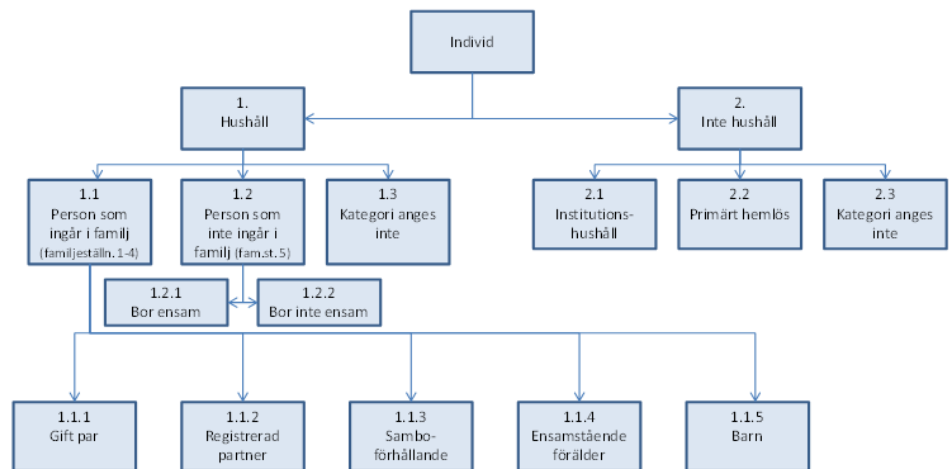 Individ
1.
Hushåll
2.
Inte hushåll
1.1
Person som
ingår i familj
(familjeställn. 1-4)
1.2
Person som
inte ingår i
familj (fam.st. 5)
1.3
Kategori anges
inte
2.1
Institutions-
hushåll
2.2
Primärt hemlös
2.3
Kategori anges
inte
1.2.1
Bor ensam
1.2.2
Bor inte ensam
1.1.1
Gift par
1.1.2
Registrerad
partner
1.1.3
Sambo-
förhållande
1.1.4
Ensamstående
förälder
1.1.5
Barn